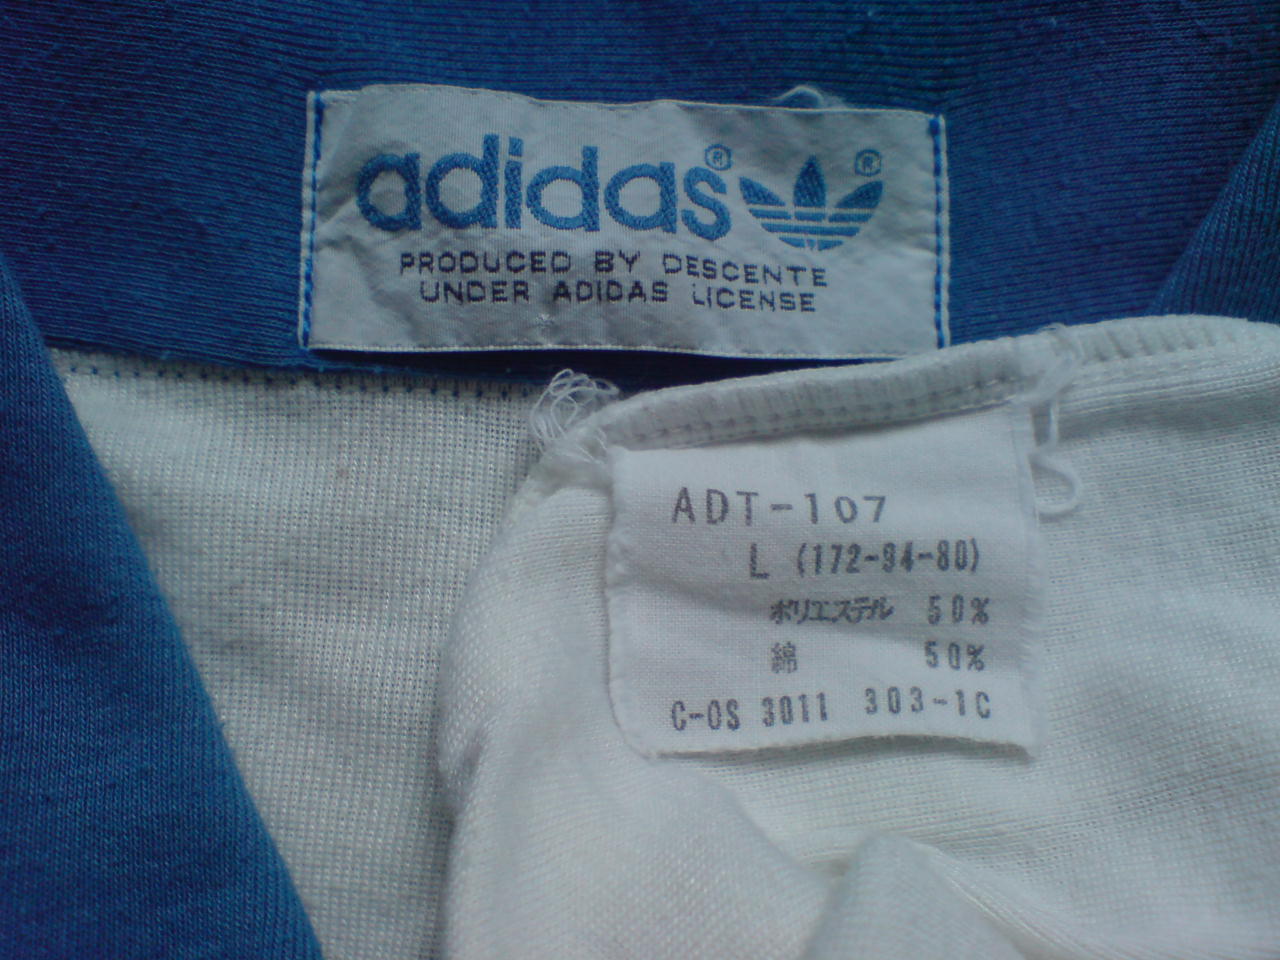 adidas® ®
PRODUCED BY DESCENTE
UNDER ADIDAS LICENSE
ADT-107
L (172-94-80)
ポリエステル 50%
綿 50%
C-OS 3011 303-1C